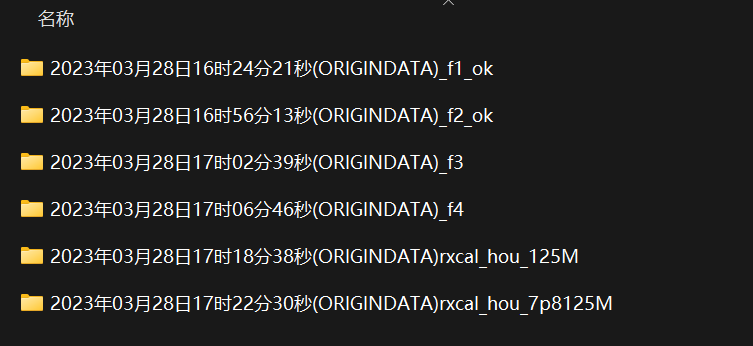 名称
2023年03月28日16时24分21秒(ORIGINDATA)_f1_ok
2023年03月28日16时56分13秒(ORIGINDATA)_f2_ok
2023年03月28日17时02分39秒(ORIGINDATA)_f3
2023年03月28日17时06分46秒(ORIGINDATA)_f4
2023年03月28日17时18分38秒(ORIGINDATA)rxcal_hou_125M
2023年03月28日17时22分30秒(ORIGINDATA)rxcal_hou_7p8125M